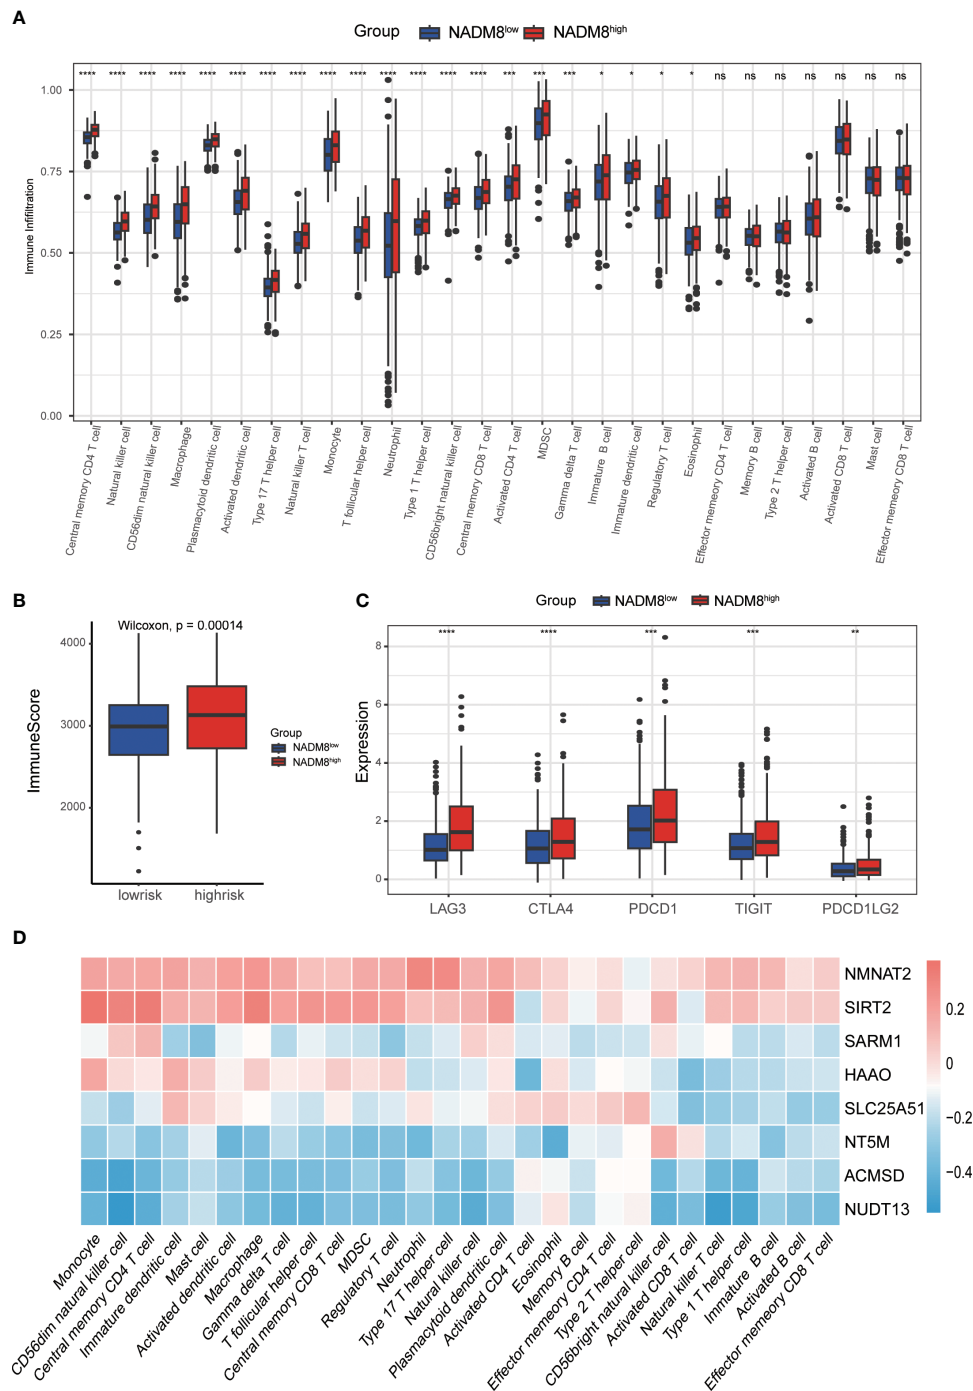 A
Group NADM8low NADM8high
**** **** **** **** **** **** **** **** **** **** **** **** **** **** *** *** *** * * * * ns ns ns ns ns ns ns
Immune Infiltration
1.00
0.75
0.50
0.25
0.00
Central memory CD4 T cell
Natural killer cell
CD56dim natural killer cell
Macrophage
Plasmacytoid dendritic cell
Activated dendritic cell
Type 17 T helper cell
Natural killer T cell
Monocyte
T follicular helper cell
Neutrophil
Type 1 T helper cell
CD56bright natural killer cell
Central memory CD8 T cell
Activated CD4 T cell
MDSC
Gamma delta T cell
Immature B cell
Immature dendritic cell
Regulatory T cell
Eosinophil
Effector memeory CD4 T cell
Memory B cell
Type 2 T helper cell
Activated B cell
Activated CD8 T cell
Mast cell
Effector memeory CD8 T cell
B
Wilcoxon, p = 0.00014
ImmuneScore
4000
3000
2000
lowrisk
highrisk
Group
NADM8low
NADM8high
C
Group NADM8low NADM8high
**** **** *** *** **
Expression
8
6
4
2
0
LAG3
CTLA4
PDCD1
TIGIT
PDCD1LG2
D
NMNAT2
SIRT2
SARM1
HAAO
SLC25A51
NT5M
ACMSD
NUDT13
0.2
0
−0.2
−0.4
Monocyte
CD56dim natural killer cell
Central memory CD4 T cell
Immature dendritic cell
Mast cell
Activated dendritic cell
Macrophage
Gamma delta T cell
T follicular helper cell
Central memory CD8 T cell
MDSC
Regulatory T cell
Neutrophil
Type 17 T helper cell
Natural killer cell
Plasmacytoid dendritic cell
Activated CD4 T cell
Eosinophil
Memory B cell
Effector memeory CD4 T cell
Type 2 T helper cell
CD56bright natural killer cell
Activated CD8 T cell
Natural killer T cell
Type 1 T helper cell
Immature B cell
Activated B cell
Effector memeory CD8 T cell